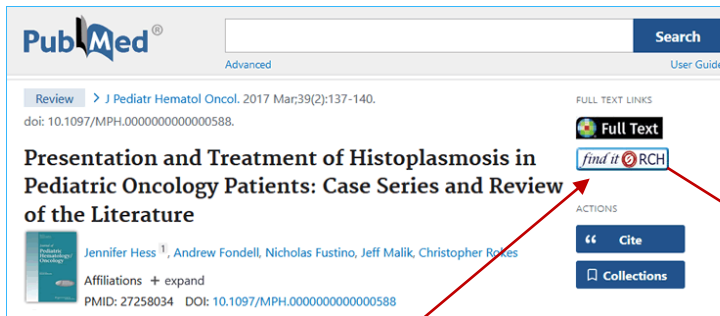 PubMed®
Search
Advanced
User Guide
Review > J Pediatr Hematol Oncol. 2017 Mar;39(2):137-140.
doi: 10.1097/MPH.0000000000000588.
Presentation and Treatment of Histoplasmosis in
Pediatric Oncology Patients: Case Series and Review
of the Literature
Pediatric
Hematology/
Oncology
Jennifer Hess 1, Andrew Fondell, Nicholas Fustino, Jeff Malik, Christopher Rokes
Affiliations + expand
PMID: 27258034 DOI: 10.1097/MPH.0000000000000588
FULL TEXT LINKS
Full Text
find it @ RCH
ACTIONS
“ Cite
Collections